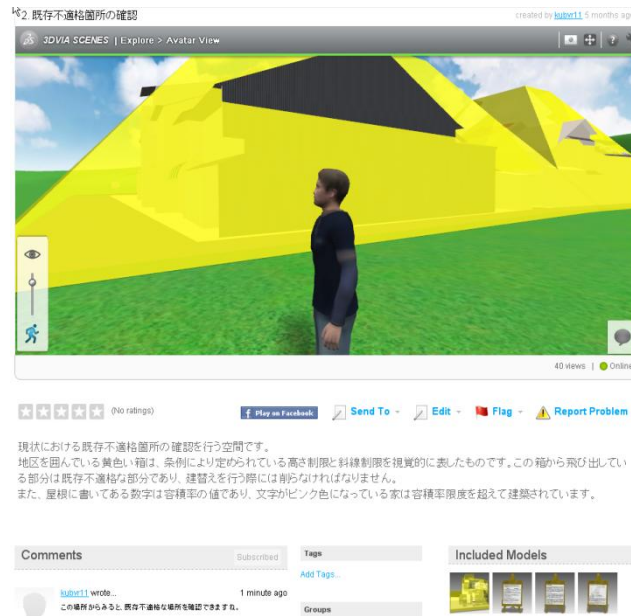 2. 既存不適格箇所の確認
created by kubyr11 5 months ago
3DVIA SCENES | Explore > Avatar View
40 views | Online
(No ratings)
Play on Facebook
Send To
Edit
Flag
Report Problem
現状における既存不適格箇所の確認を行う空間です。
地区を囲んでいる黄色い箱は、条例により定められている高さ制限と斜線制限を視覚的に表したものです。この箱から飛び出してい
る部分は既存不適格な部分であり、建替えを行う際には削らなければなりません。
また、屋根に書いてある数字は容積率の値であり、文字がピンク色になっている家は容積率限度を超えて建築されています。
Comments
Subscribed
kubyr11 wrote...
1 minute ago
この場所からみると、既存不適格な場所を確認できますね。
Tags
Add Tags...
Groups
Included Models